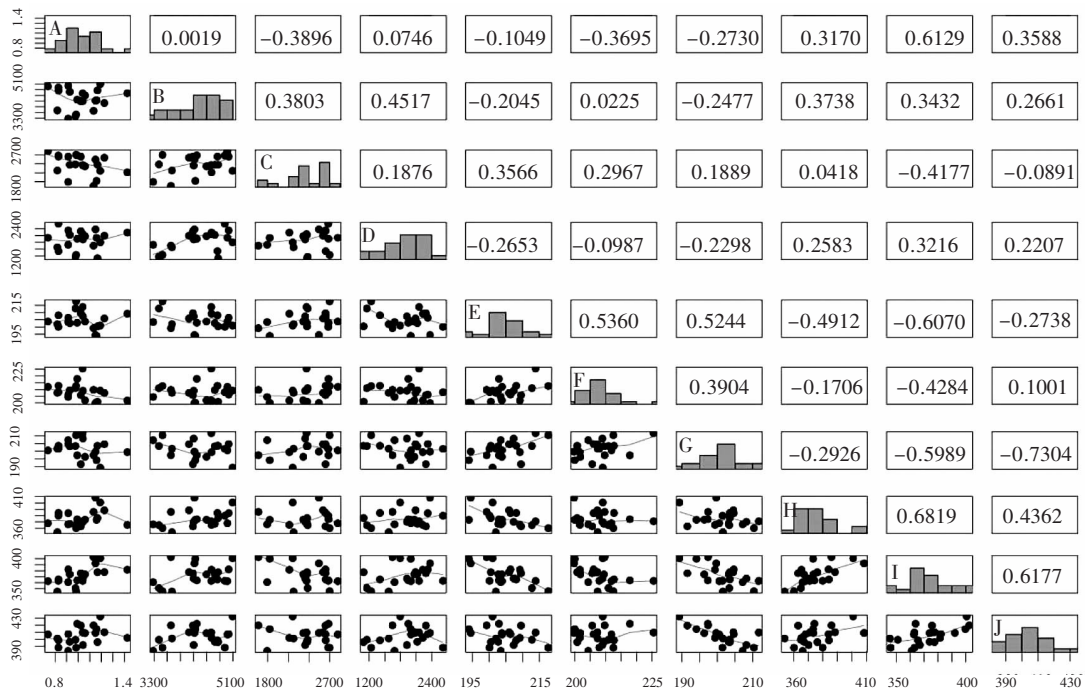 0.8 1.4
A 0.0019 −0.3896 0.0746 −0.1049 −0.3695 −0.2730 0.3170 0.6129 0.3588
3300 5100
B 0.3803 0.4517 −0.2045 0.0225 −0.2477 0.3738 0.3432 0.2661
1800 2700
C 0.1876 0.3566 0.2967 0.1889 0.0418 −0.4177 −0.0891
1200 2400
D −0.2653 −0.0987 −0.2298 0.2583 0.3216 0.2207
195 215
E 0.5360 0.5244 −0.4912 −0.6070 −0.2738
200 225
F 0.3904 −0.1706 −0.4284 0.1001
190 210
G −0.2926 −0.5989 −0.7304
360 410
H 0.6819 0.4362
350 400
I 0.6177
390 430
J
0.8 1.4 3300 5100 1800 2700 1200 2400 195 215 200 225 190 210 360 410 350 400 390 430